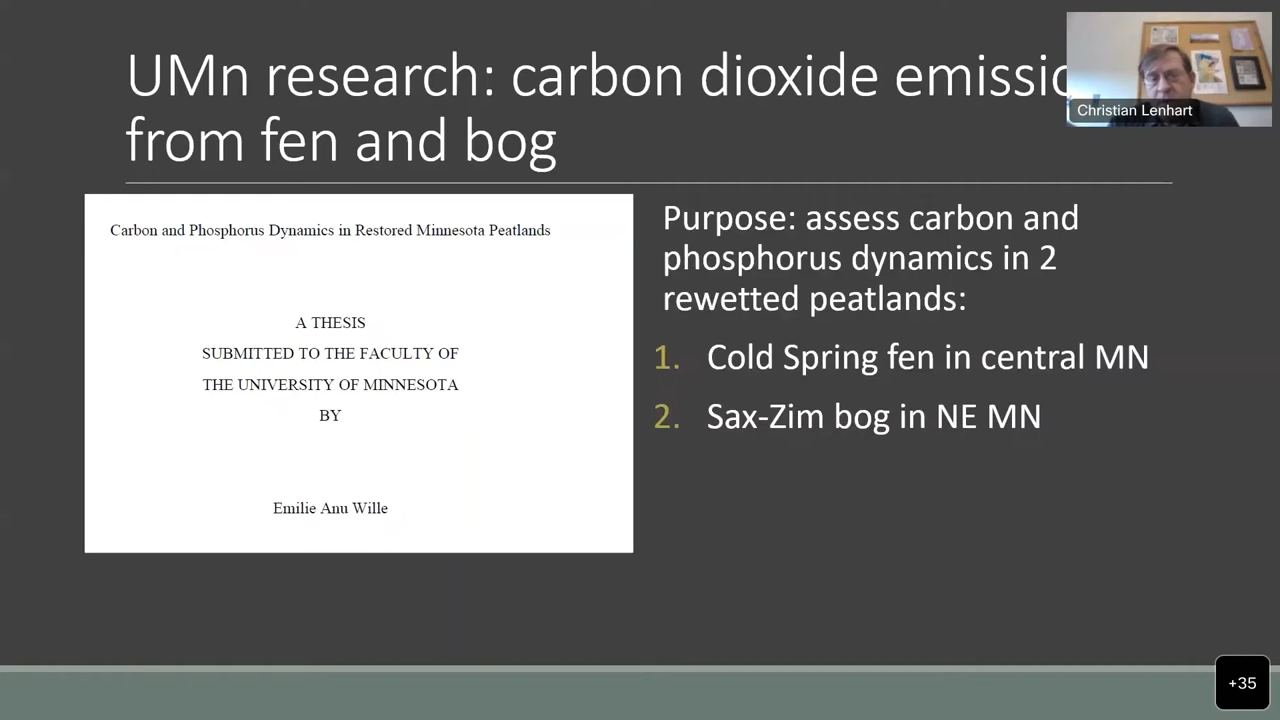 UMn research: carbon dioxide emissio
from fen and bog
Christian Lenhart
Carbon and Phosphorus Dynamics in Restored Minnesota Peatlands
A THESIS
SUBMITTED TO THE FACULTY OF
THE UNIVERSITY OF MINNESOTA
BY
Emilie Anu Wille
Purpose: assess carbon and
phosphorus dynamics in 2
rewetted peatlands:
1. Cold Spring fen in central MN
2. Sax-Zim bog in NE MN
+35